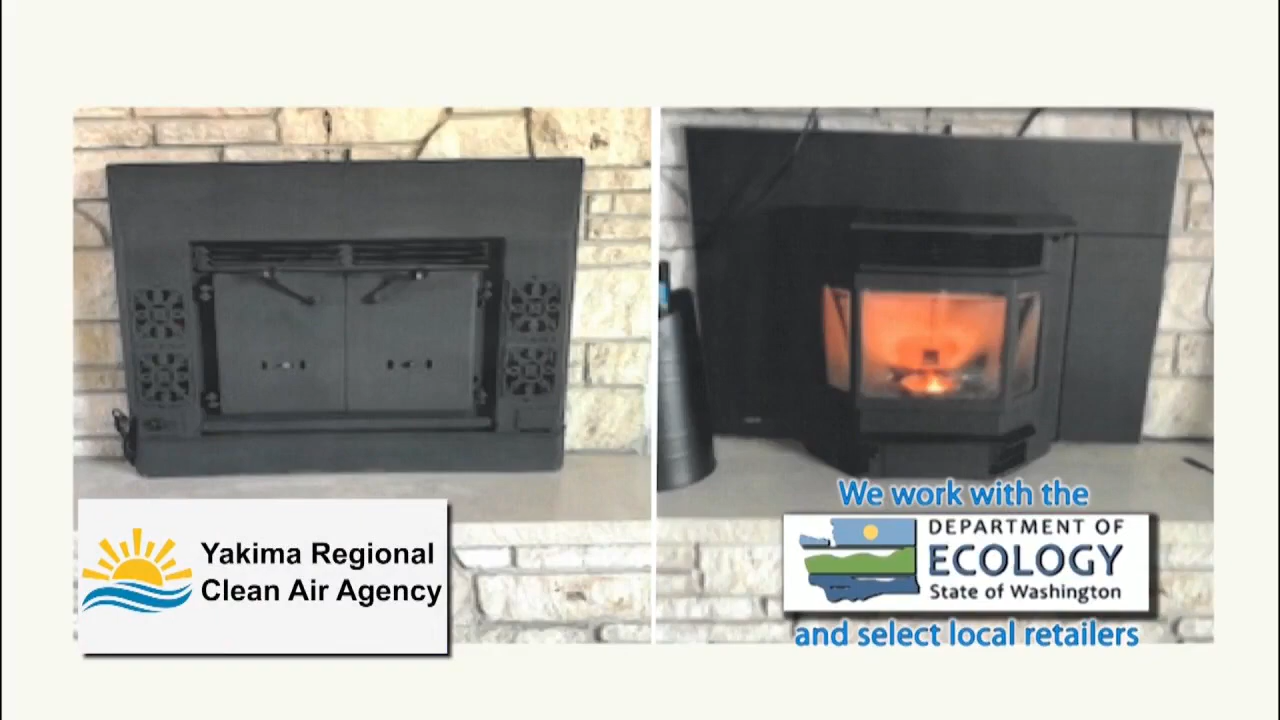 Yakima Regional
Clean Air Agency
We work with the
DEPARTMENT OF
ECOLOGY
State of Washington
and select local retailers